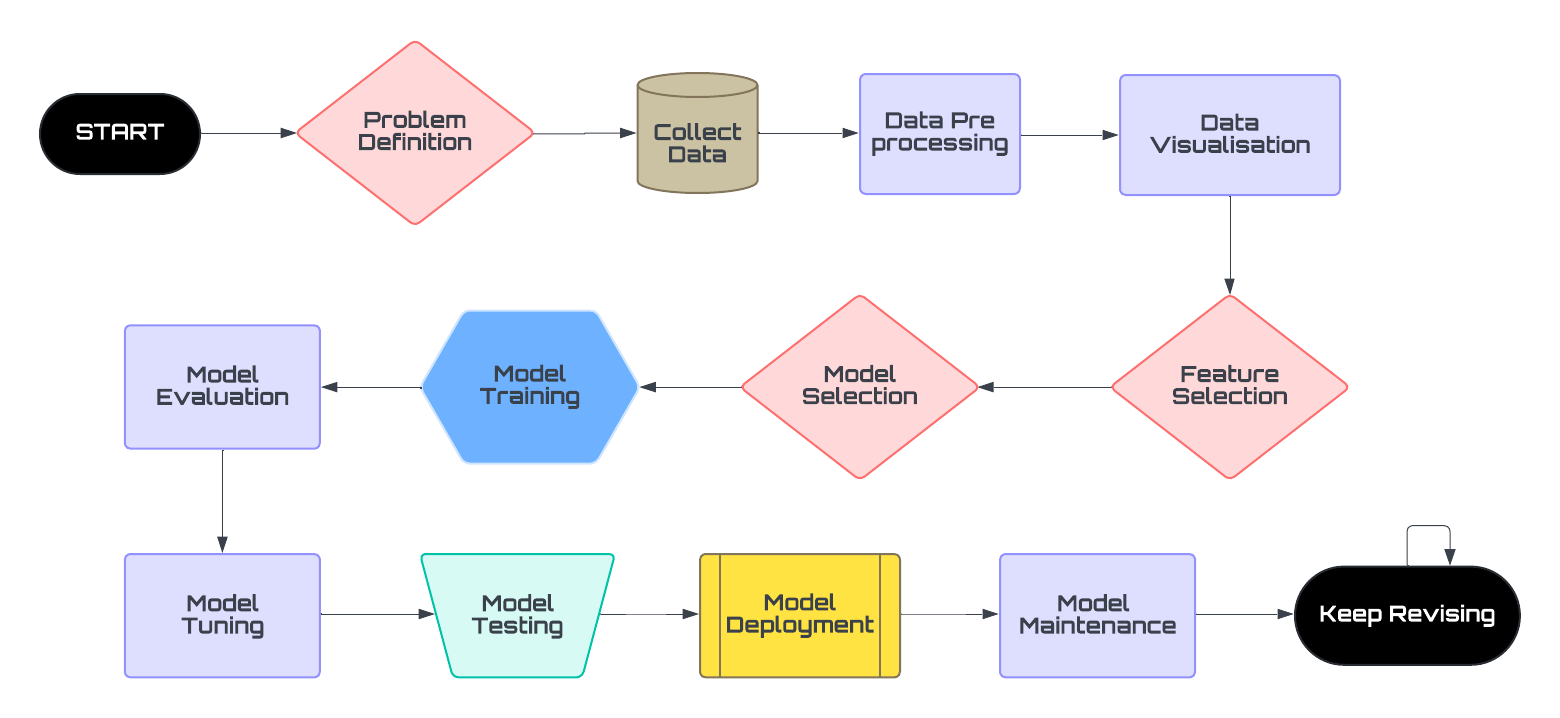 START
Problem
Definition
Collect
Data
Data Pre
processing
Data
Visualisation
Feature
Selection
Model
Selection
Model
Training
Model
Evaluation
Model
Tuning
Model
Testing
Model
Deployment
Model
Maintenance
Keep Revising